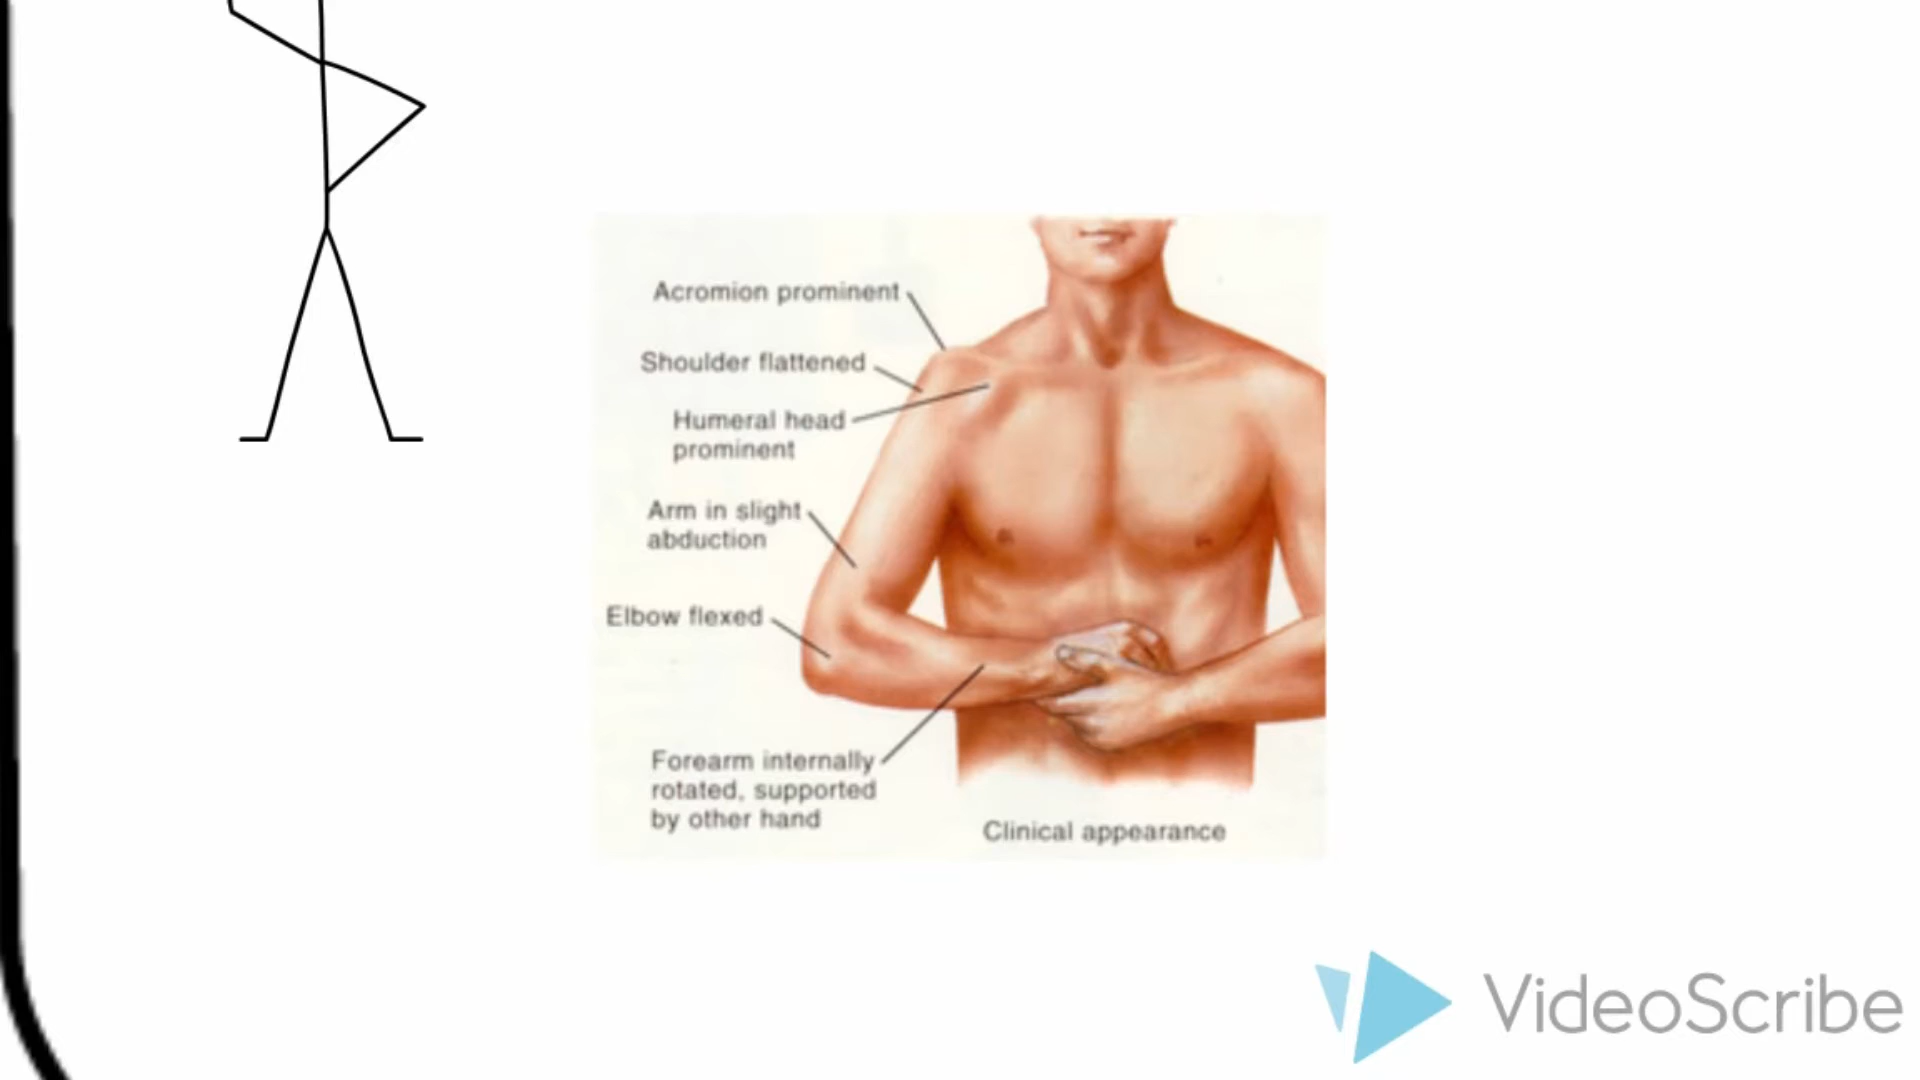 Acromion prominent
Shoulder flattened
Humeral head
prominent
Arm in slight
abduction
Elbow flexed
Forearm internally
rotated, supported
by other hand
Clinical appearance
VideoScribe